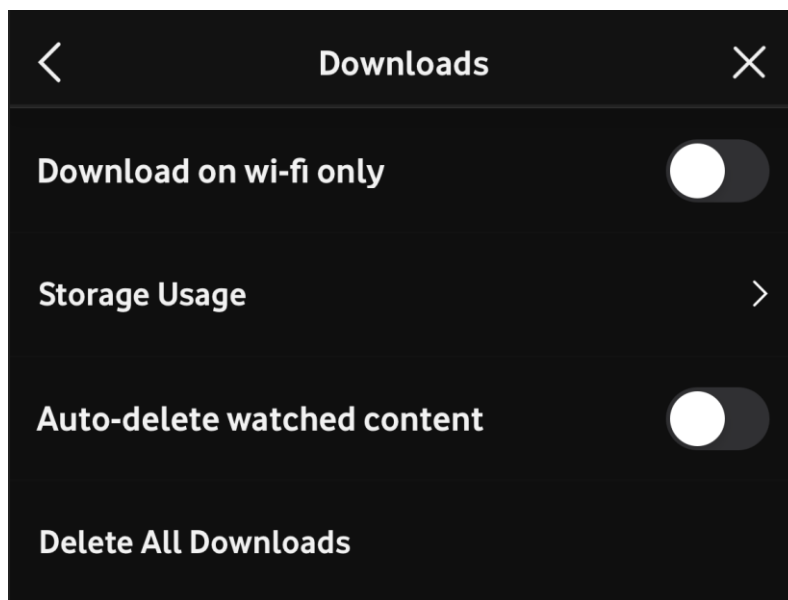 Downloads
Download on wi-fi only
Storage Usage
Auto-delete watched content
Delete All Downloads